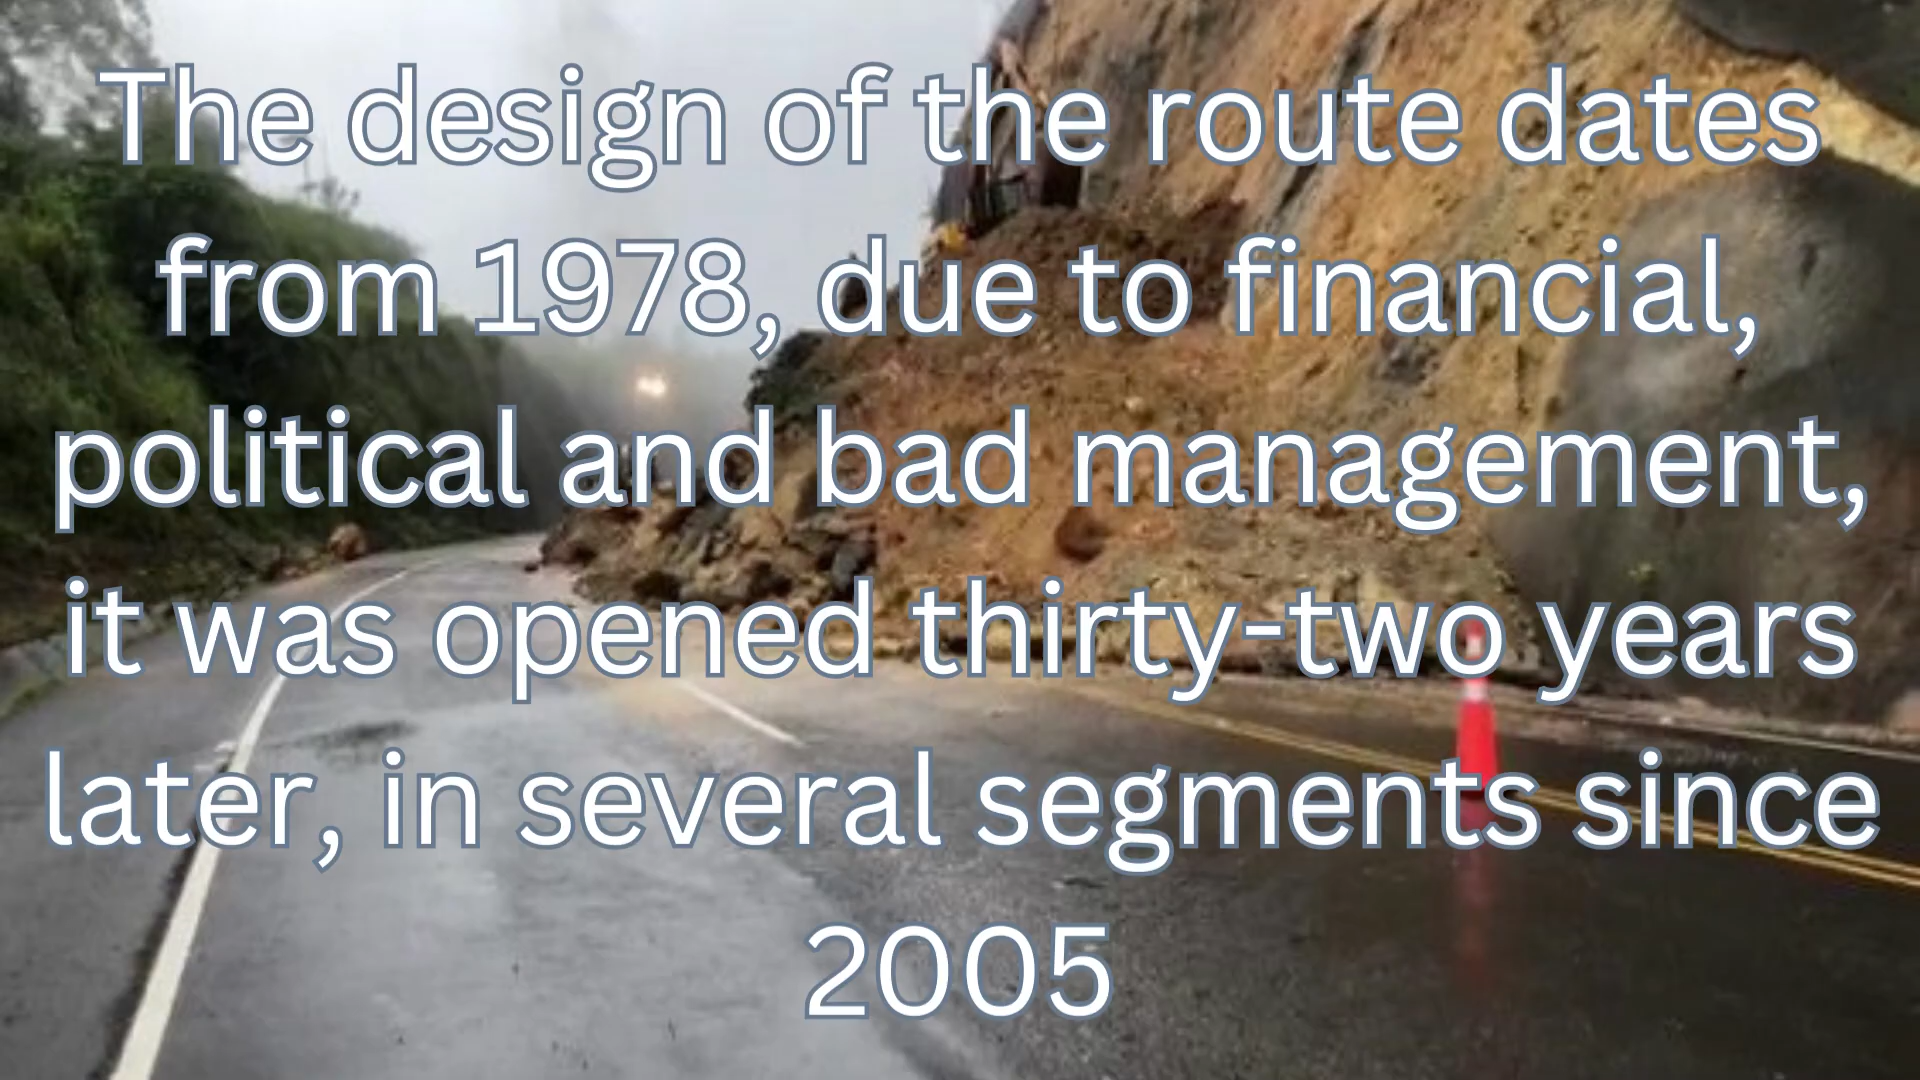 The design of the route dates
from 1978, due to financial,
political and bad management,
it was opened thirty-two years
later, in several segments since
2005